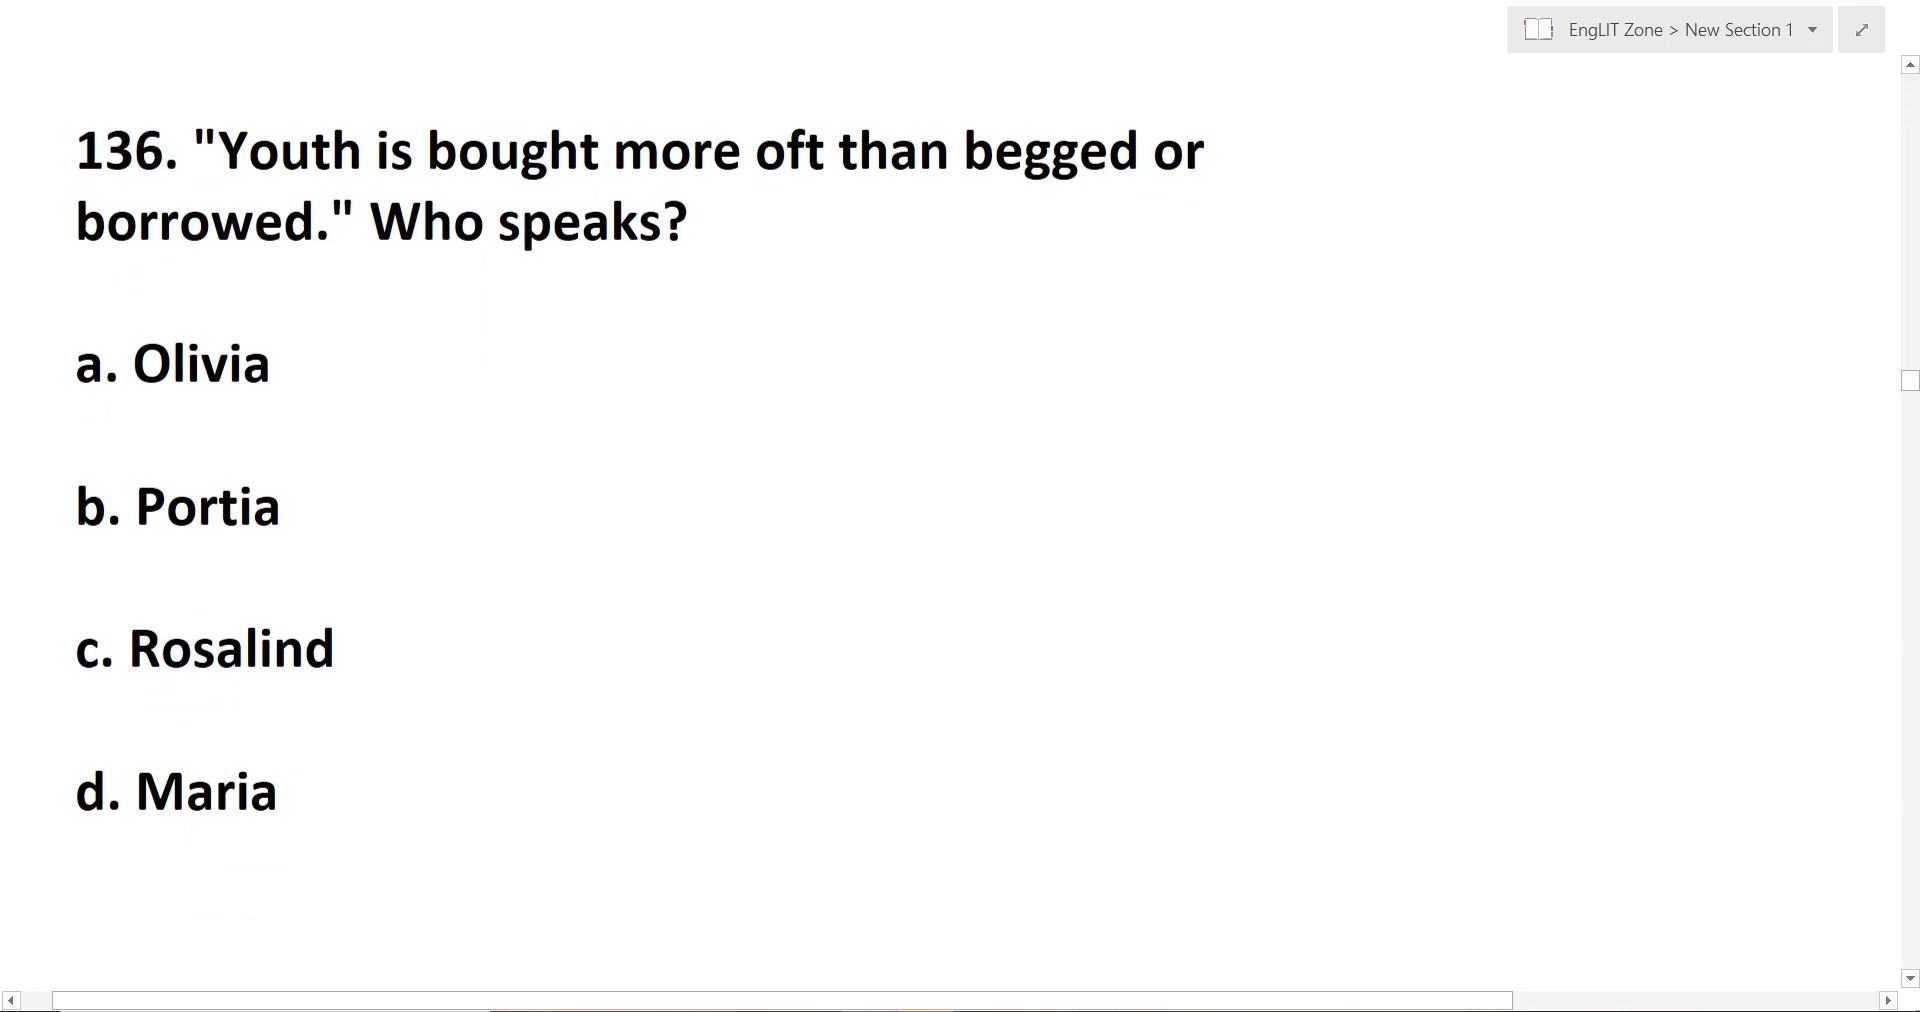 EngLIT Zone > New Section 1
136. "Youth is bought more oft than begged or
borrowed." Who speaks?
a. Olivia
b. Portia
c. Rosalind
d. Maria